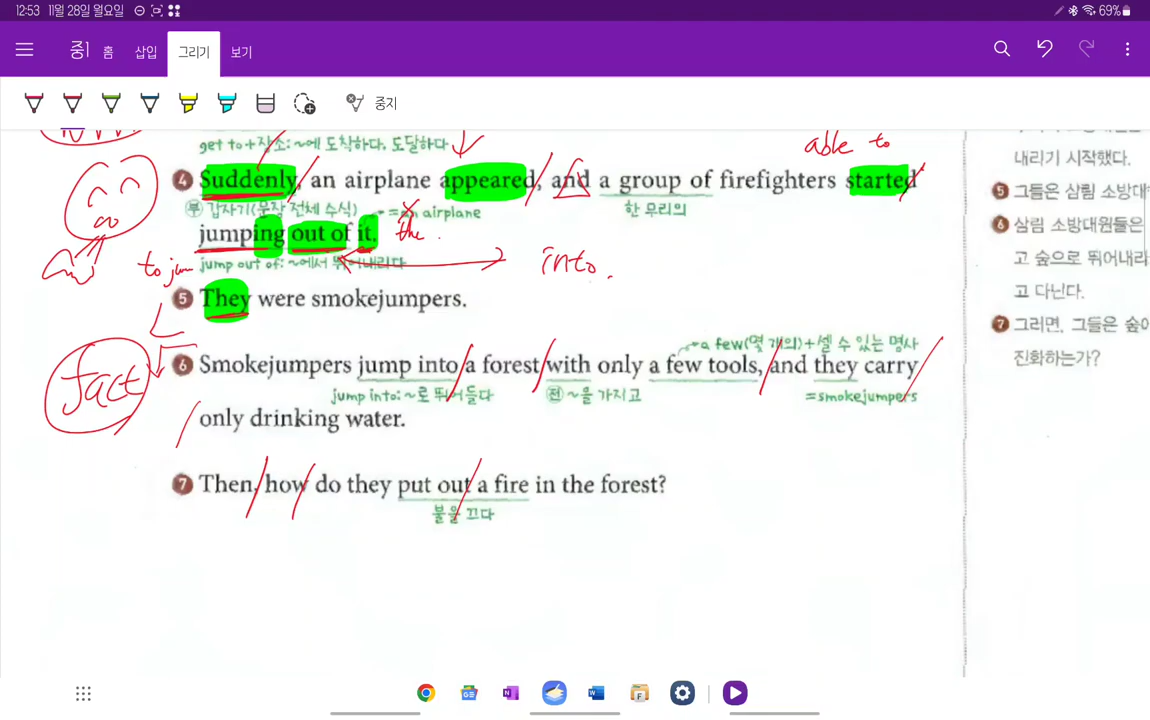 12:53 11월 28일 월요일 69%
중1 홈 삽입 그리기 보기
중지
able to
get to+장소: ~에 도착하다, 도달하다
내리기 시작했다.
❹ Suddenly, an airplane appeared, and a group of firefighters started
❺ 그들은 삼림 소방대
부 갑자기(문장 전체 수식) =an airplane 한 무리의
the
❻ 삼림 소방대원들은
jumping out of it.
고 숲으로 뛰어내리
to jum jump out of: ~에서 뛰어내리다 into.
고 다닌다.
❺ They were smokejumpers.
❼ 그러면, 그들은 숲에
진화하는가?
a few(몇 개의)+셀 수 있는 명사
fact
❻ Smokejumpers jump into a forest with only a few tools, and they carry
jump into: ~로 뛰어들다 전 ~을 가지고 =smokejumpers
only drinking water.
❼ Then, how do they put out a fire in the forest?
불을 끄다